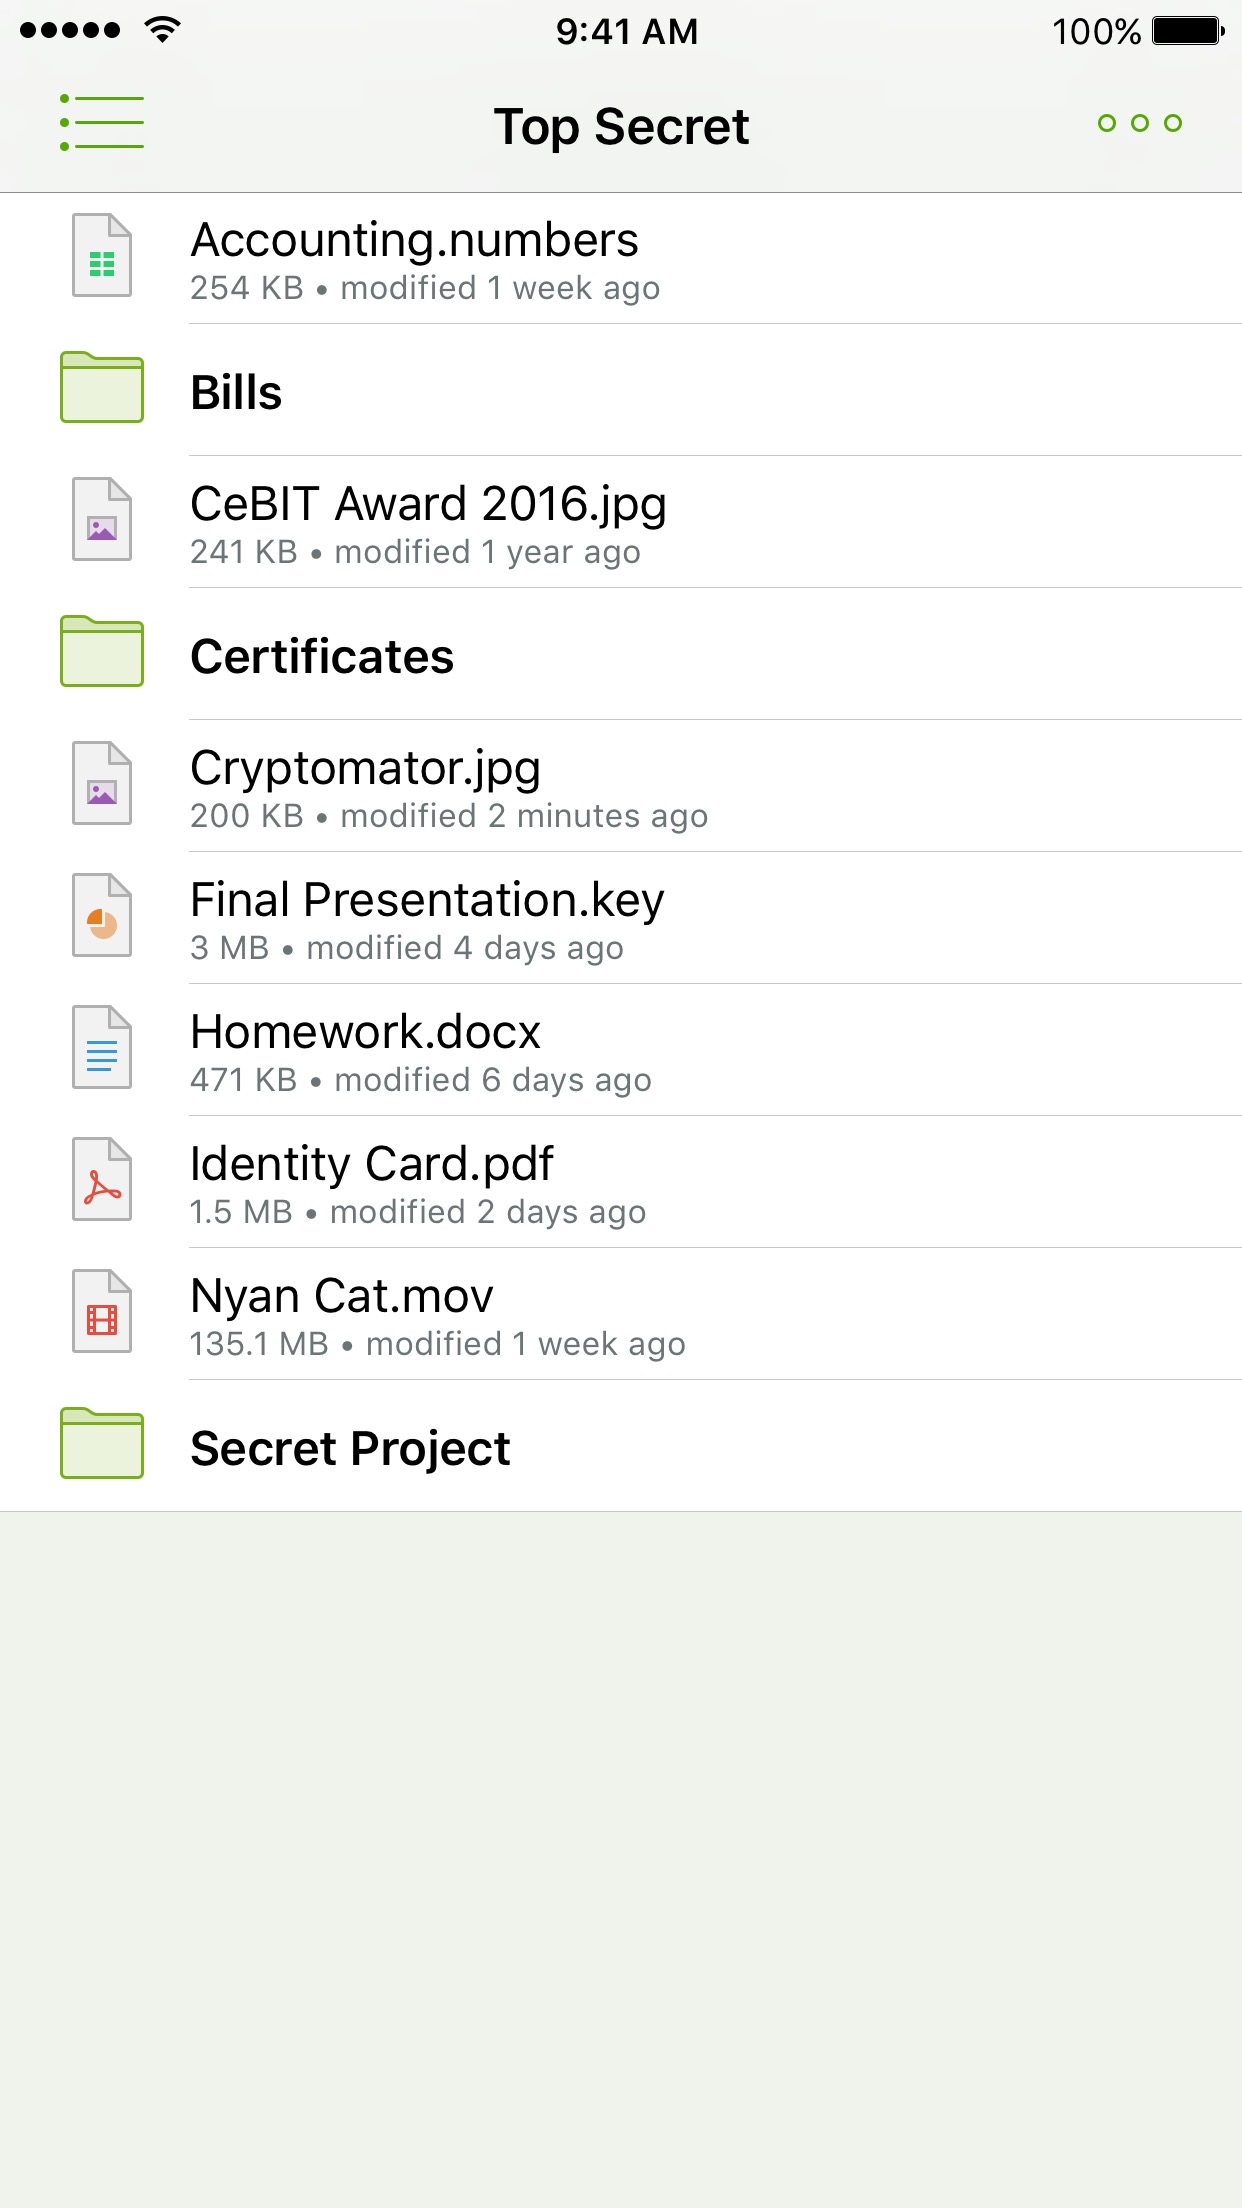 9:41 AM
100%
Top Secret
Accounting.numbers
254 KB • modified 1 week ago
Bills
CeBIT Award 2016.jpg
241 KB • modified 1 year ago
Certificates
Cryptomator.jpg
200 KB • modified 2 minutes ago
Final Presentation.key
3 MB • modified 4 days ago
Homework.docx
471 KB • modified 6 days ago
Identity Card.pdf
1.5 MB • modified 2 days ago
Nyan Cat.mov
135.1 MB • modified 1 week ago
Secret Project